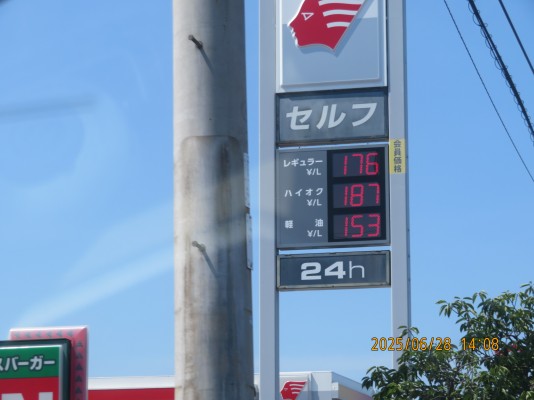 セルフ
レギュラー ¥/L 176
ハイオク ¥/L 187
軽油 ¥/L 153
会員価格
24h
スバーガー
2025/06/28 14:08